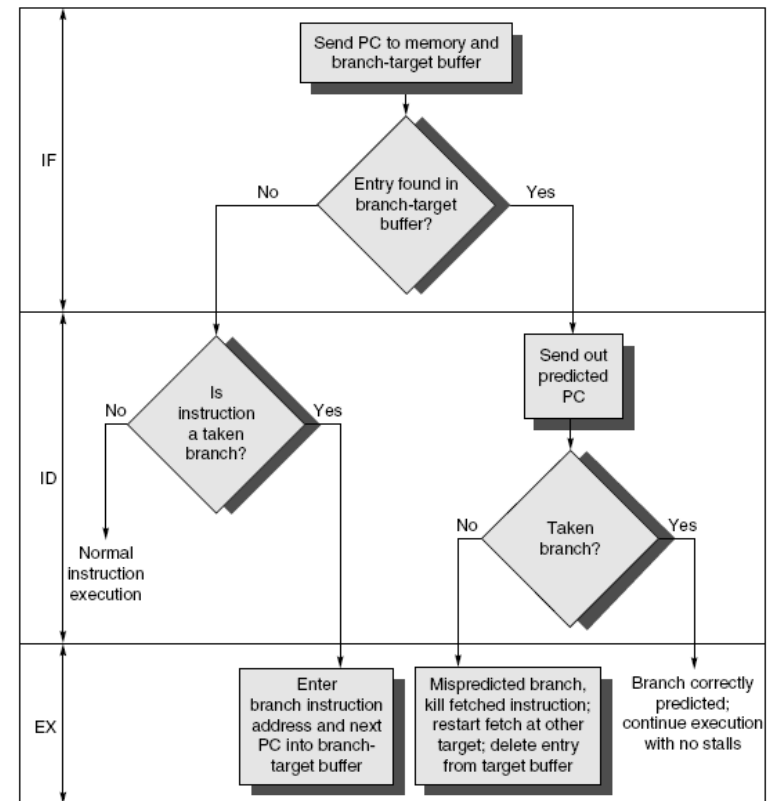 Send PC to memory and
branch-target buffer
IF
No
Entry found in
branch-target
buffer?
Yes
Send out
predicted
PC
No
Is
instruction
a taken
branch?
Yes
ID
No
Taken
branch?
Yes
Normal
instruction
execution
EX
Enter
branch instruction
address and next
PC into branch-
target buffer
Mispredicted branch,
kill fetched instruction;
restart fetch at other
target; delete entry
from target buffer
Branch correctly
predicted;
continue execution
with no stalls